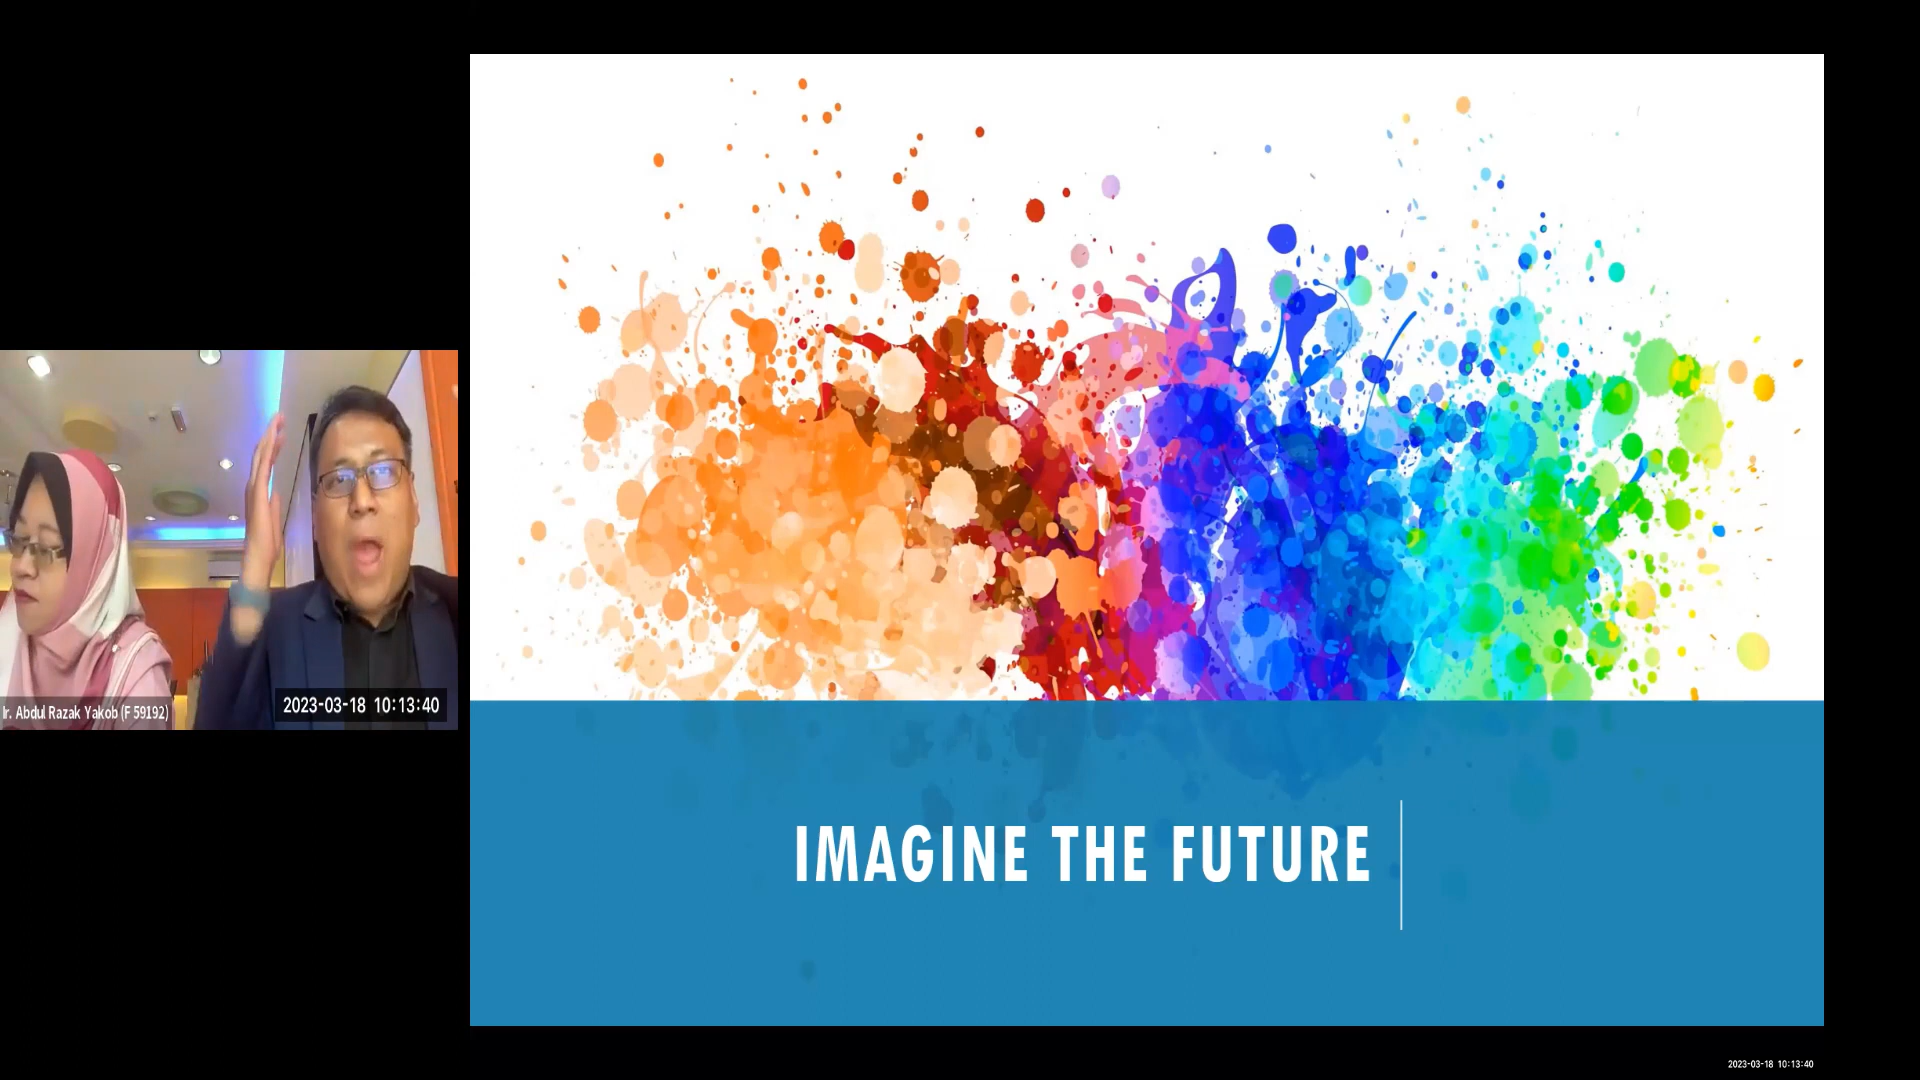 Ir. Abdul Razak Yakob (F 59192)
2023-03-18 10:13:40
IMAGINE THE FUTURE
2023-03-18 10:13:40